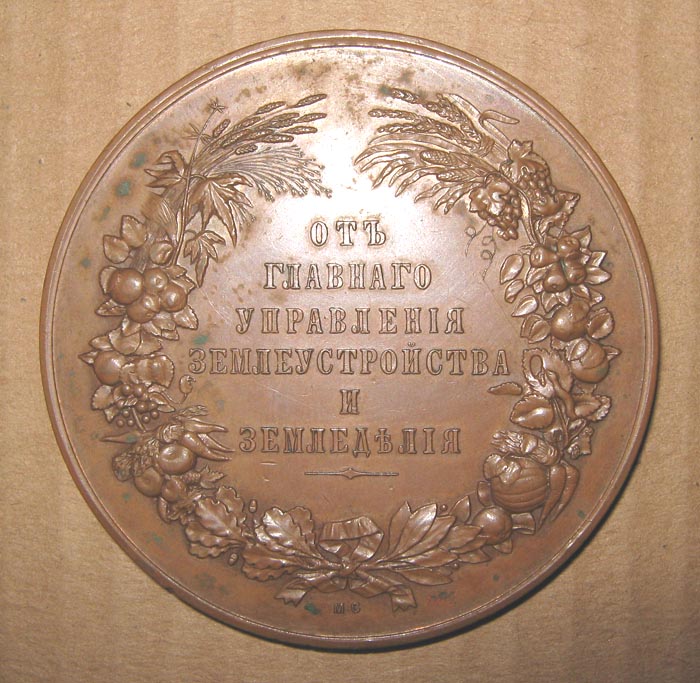 ОТЪ
ГЛАВНАГО
УПРАВЛЕНІЯ
ЗЕМЛЕУСТРОЙСТВА
И
ЗЕМЛЕДѢЛІЯ